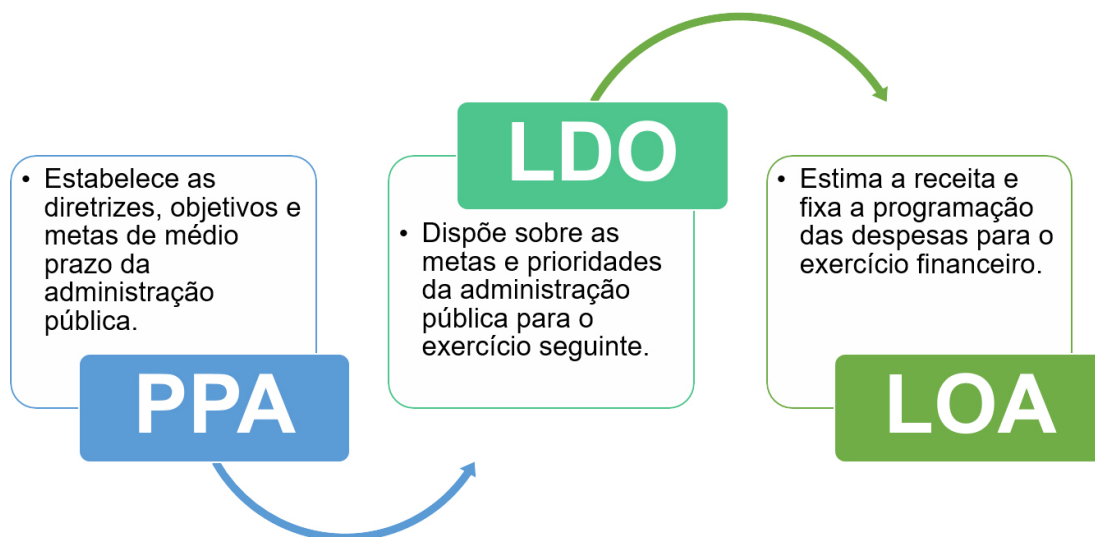 • Estabelece as
diretrizes, objetivos e
metas de médio
prazo da
administração
pública.
PPA
LDO
• Dispõe sobre as
metas e prioridades
da administração
pública para o
exercício seguinte.
• Estima a receita e
fixa a programação
das despesas para o
exercício financeiro.
LOA